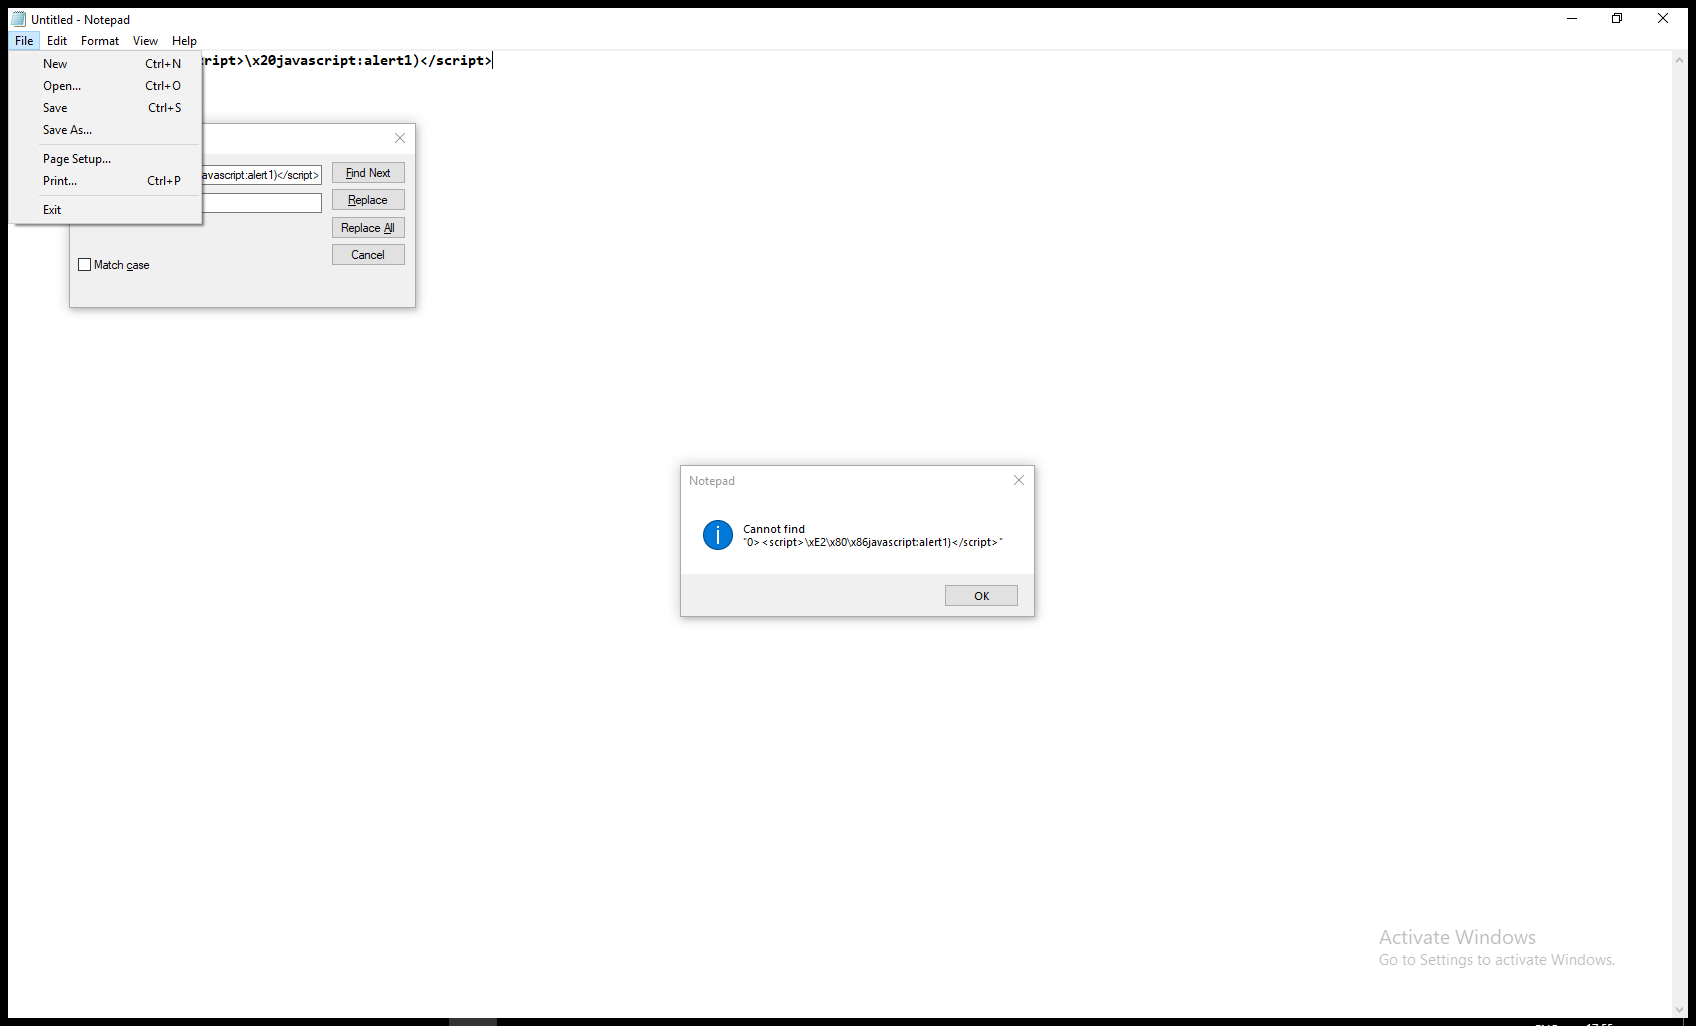 Untitled - Notepad
File Edit Format View Help
ript>\x20javascript:alert1)</script>
New Ctrl+N
Open... Ctrl+O
Save Ctrl+S
Save As...
Page Setup...
Print... Ctrl+P
Exit
avascript:alert1)</script>
Find Next
Replace
Replace All
Cancel
Match case
Notepad
Cannot find
"0><script>\xE2\x80\x86javascript:alert1)</script>"
OK
Activate Windows
Go to Settings to activate Windows.